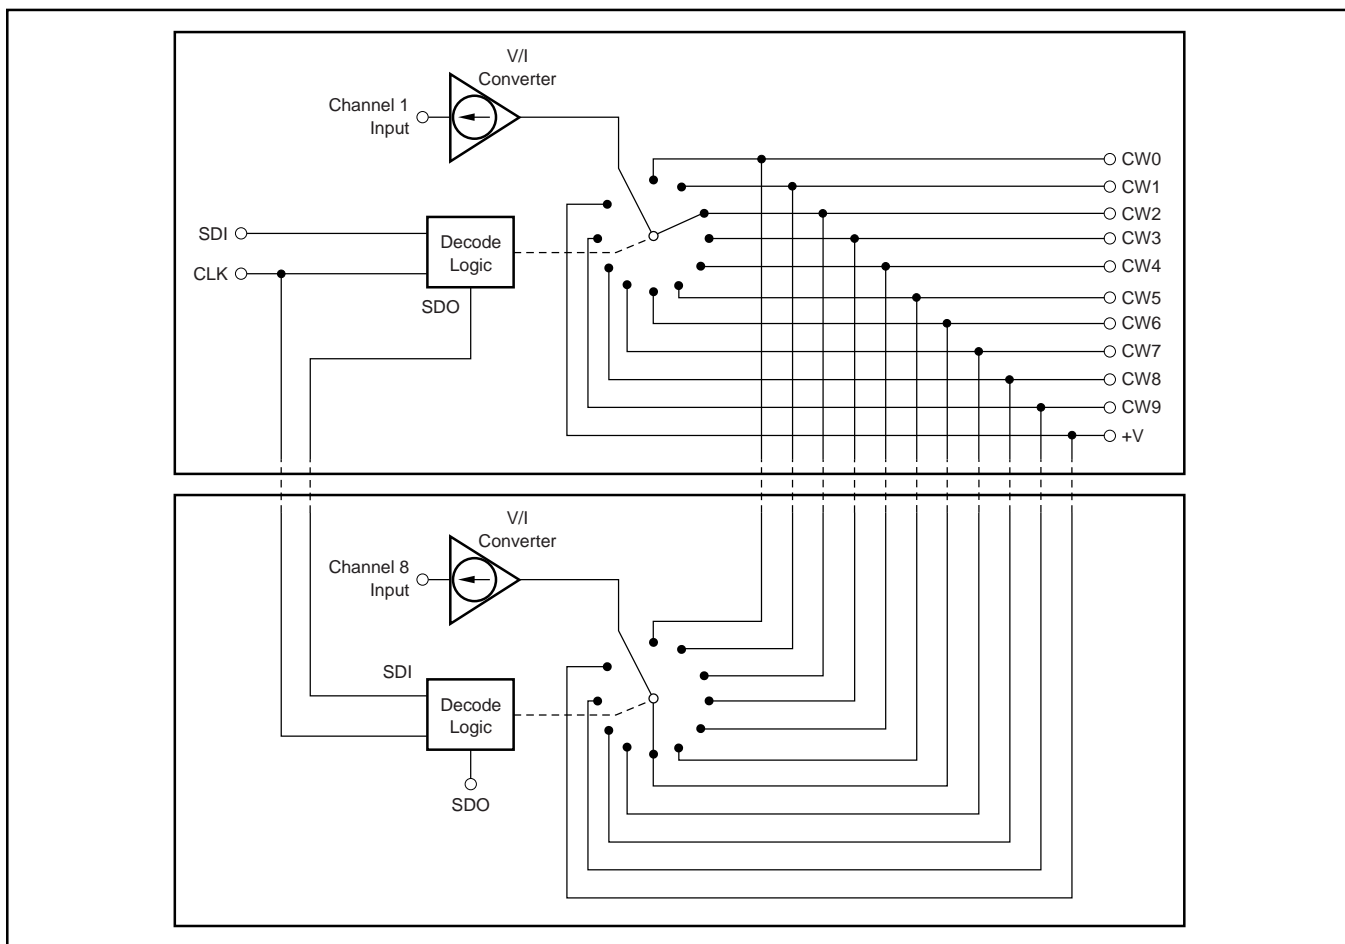 V/I
Converter
Channel 1
Input
CW0
CW1
CW2
SDI
Decode
Logic
CW3
CLK
CW4
SDO
CW5
CW6
CW7
CW8
CW9
+V
V/I
Converter
Channel 8
Input
SDI
Decode
Logic
SDO